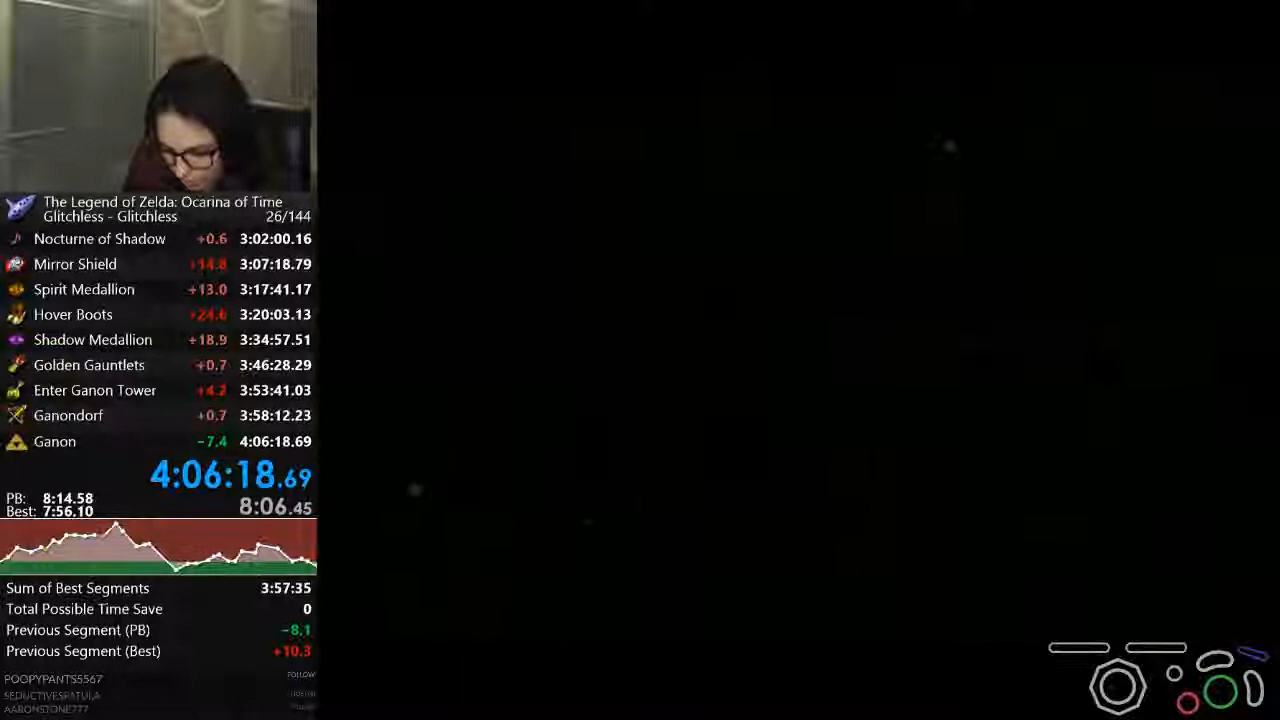 The Legend of Zelda: Ocarina of Time
Glitchless - Glitchless 26/144
Nocturne of Shadow +0.6 3:02:00.16
Mirror Shield +14.8 3:07:18.79
Spirit Medallion +13.0 3:17:41.17
Hover Boots +24.6 3:20:03.13
Shadow Medallion +18.9 3:34:57.51
Golden Gauntlets +0.7 3:46:28.29
Enter Ganon Tower +4.2 3:53:41.03
Ganondorf +0.7 3:58:12.23
Ganon -7.4 4:06:18.69
4:06:18.69
PB: 8:14.58
Best: 7:56.10
8:06.45
Sum of Best Segments 3:57:35
Total Possible Time Save 0
Previous Segment (PB) -8.1
Previous Segment (Best) +10.3
POOPYPANTS5567 FOLLOW
SEDUCTIVESPATULA
AARONSTONE777